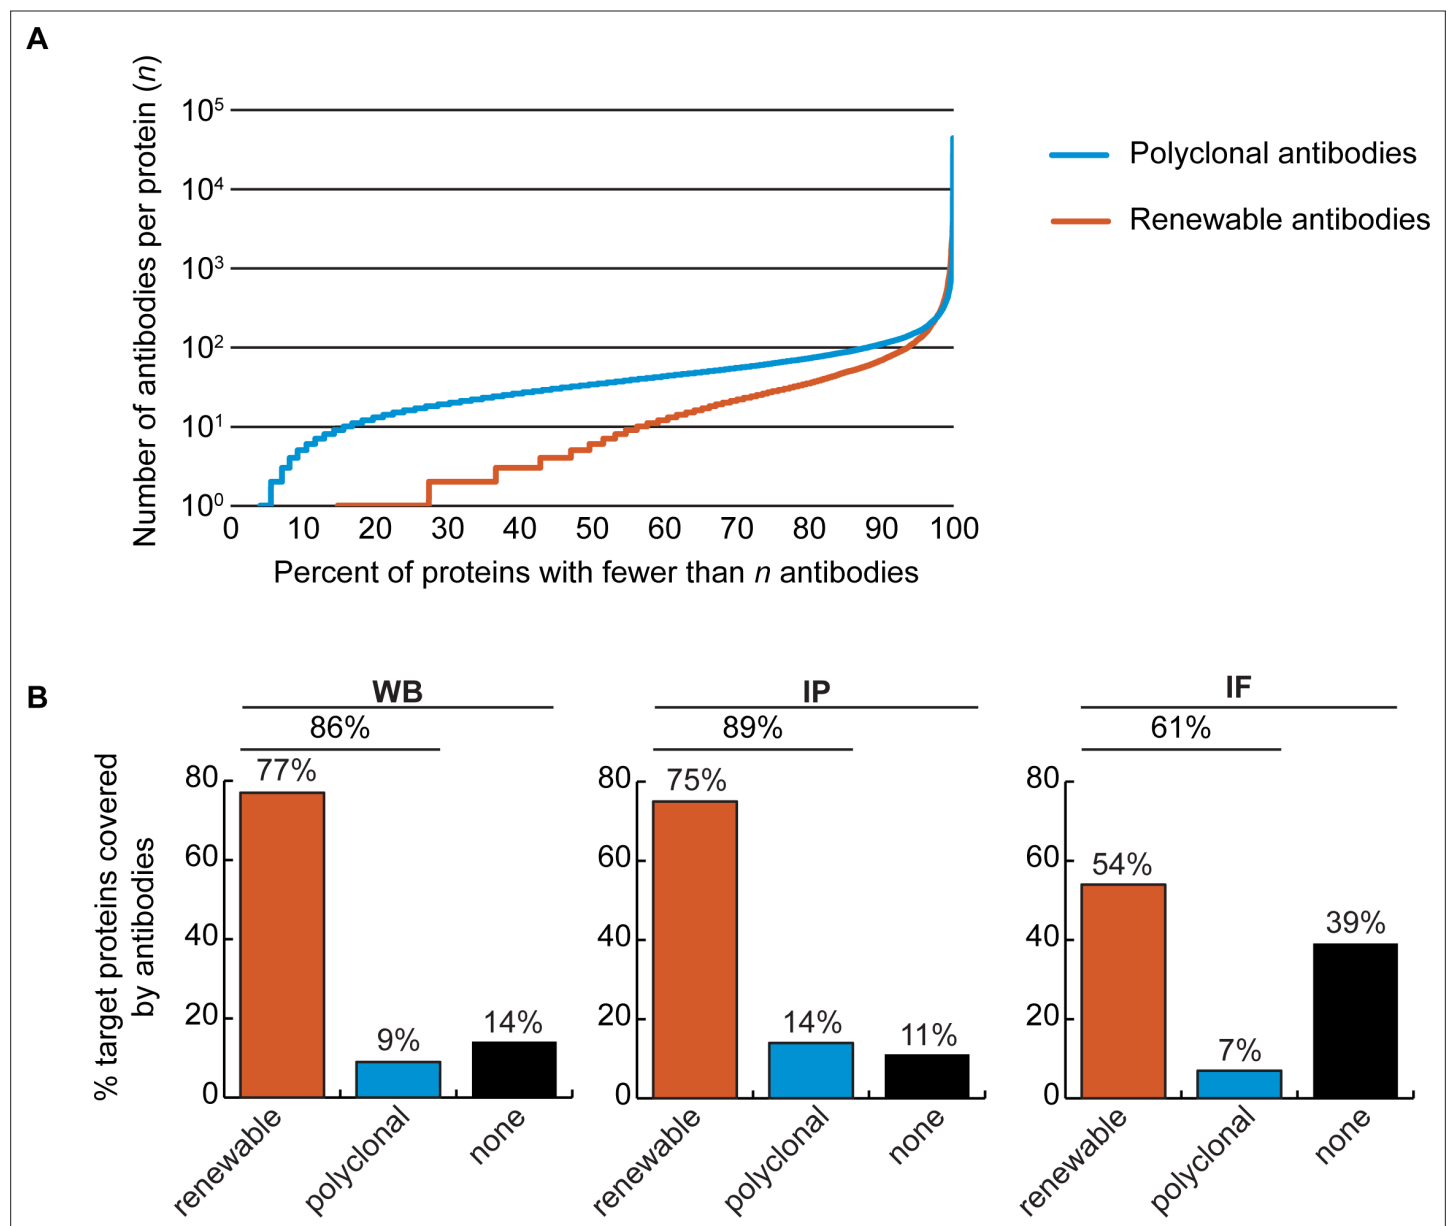 A
Number of antibodies per protein (n)
10⁵
10⁴
10³
10²
10¹
10⁰
0 10 20 30 40 50 60 70 80 90 100
Percent of proteins with fewer than n antibodies
Polyclonal antibodies
Renewable antibodies
B
% target proteins covered
by antibodies
WB
86%
77%
9%
14%
80
60
40
20
0
renewable
polyclonal
none
IP
89%
75%
14%
11%
80
60
40
20
0
renewable
polyclonal
none
IF
61%
54%
7%
39%
80
60
40
20
0
renewable
polyclonal
none